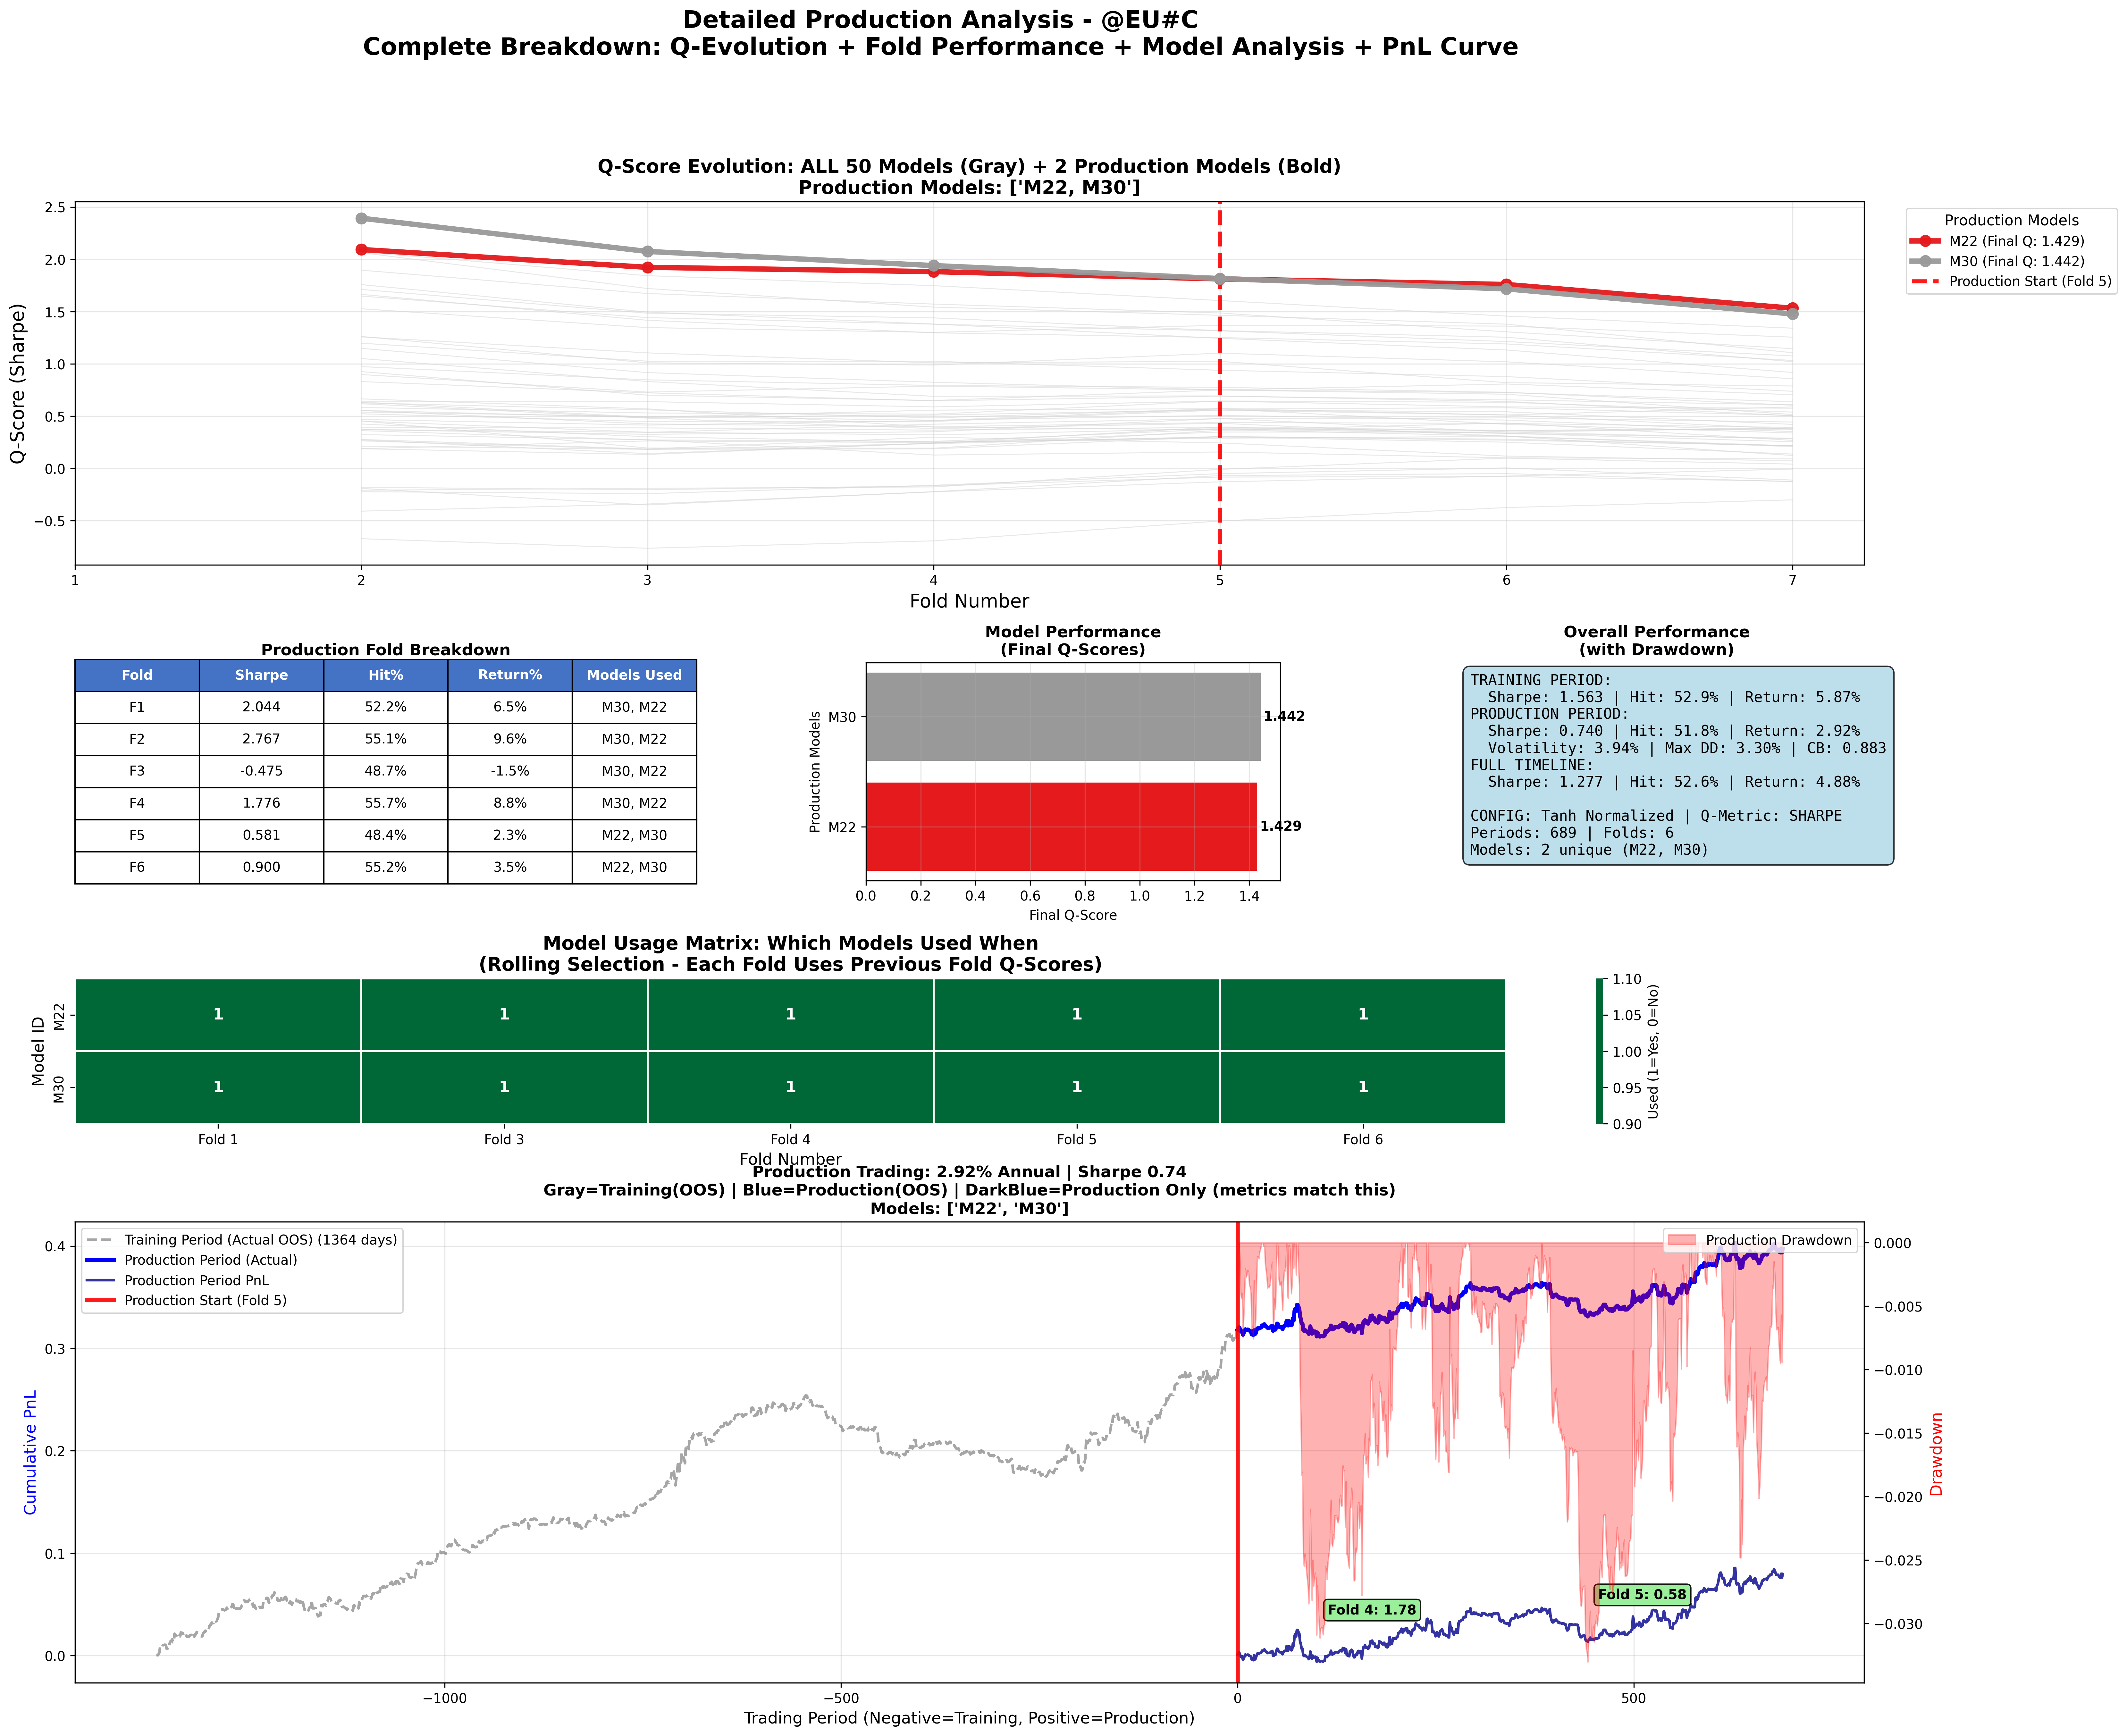 Detailed Production Analysis - @EU#C
Complete Breakdown: Q-Evolution + Fold Performance + Model Analysis + PnL Curve
Q-Score Evolution: ALL 50 Models (Gray) + 2 Production Models (Bold)
Production Models: ['M22, M30']
Q-Score (Sharpe)
2.5
2.0
1.5
1.0
0.5
0.0
−0.5
1 2 3 4 5 6 7
Fold Number
Production Models
M22 (Final Q: 1.429)
M30 (Final Q: 1.442)
Production Start (Fold 5)
Production Fold Breakdown
Fold Sharpe Hit% Return% Models Used
F1 2.044 52.2% 6.5% M30, M22
F2 2.767 55.1% 9.6% M30, M22
F3 -0.475 48.7% -1.5% M30, M22
F4 1.776 55.7% 8.8% M30, M22
F5 0.581 48.4% 2.3% M22, M30
F6 0.900 55.2% 3.5% M22, M30
Model Performance
(Final Q-Scores)
Production Models
M30 1.442
M22 1.429
0.0 0.2 0.4 0.6 0.8 1.0 1.2 1.4
Final Q-Score
Overall Performance
(with Drawdown)
TRAINING PERIOD:
Sharpe: 1.563 | Hit: 52.9% | Return: 5.87%
PRODUCTION PERIOD:
Sharpe: 0.740 | Hit: 51.8% | Return: 2.92%
Volatility: 3.94% | Max DD: 3.30% | CB: 0.883
FULL TIMELINE:
Sharpe: 1.277 | Hit: 52.6% | Return: 4.88%
CONFIG: Tanh Normalized | Q-Metric: SHARPE
Periods: 689 | Folds: 6
Models: 2 unique (M22, M30)
Model Usage Matrix: Which Models Used When
(Rolling Selection - Each Fold Uses Previous Fold Q-Scores)
Model ID
M22 1 1 1 1 1
M30 1 1 1 1 1
Fold 1 Fold 3 Fold 4 Fold 5 Fold 6
Fold Number
1.10
1.05
1.00
0.95
0.90
Used (1=Yes, 0=No)
Production Trading: 2.92% Annual | Sharpe 0.74
Gray=Training(OOS) | Blue=Production(OOS) | DarkBlue=Production Only (metrics match this)
Models: ['M22', 'M30']
Training Period (Actual OOS) (1364 days)
Production Period (Actual)
Production Period PnL
Production Start (Fold 5)
Production Drawdown
Cumulative PnL
0.4
0.3
0.2
0.1
0.0
Fold 4: 1.78
Fold 5: 0.58
0.000
−0.005
−0.010
−0.015
−0.020
−0.025
−0.030
Drawdown
−1000 −500 0 500
Trading Period (Negative=Training, Positive=Production)